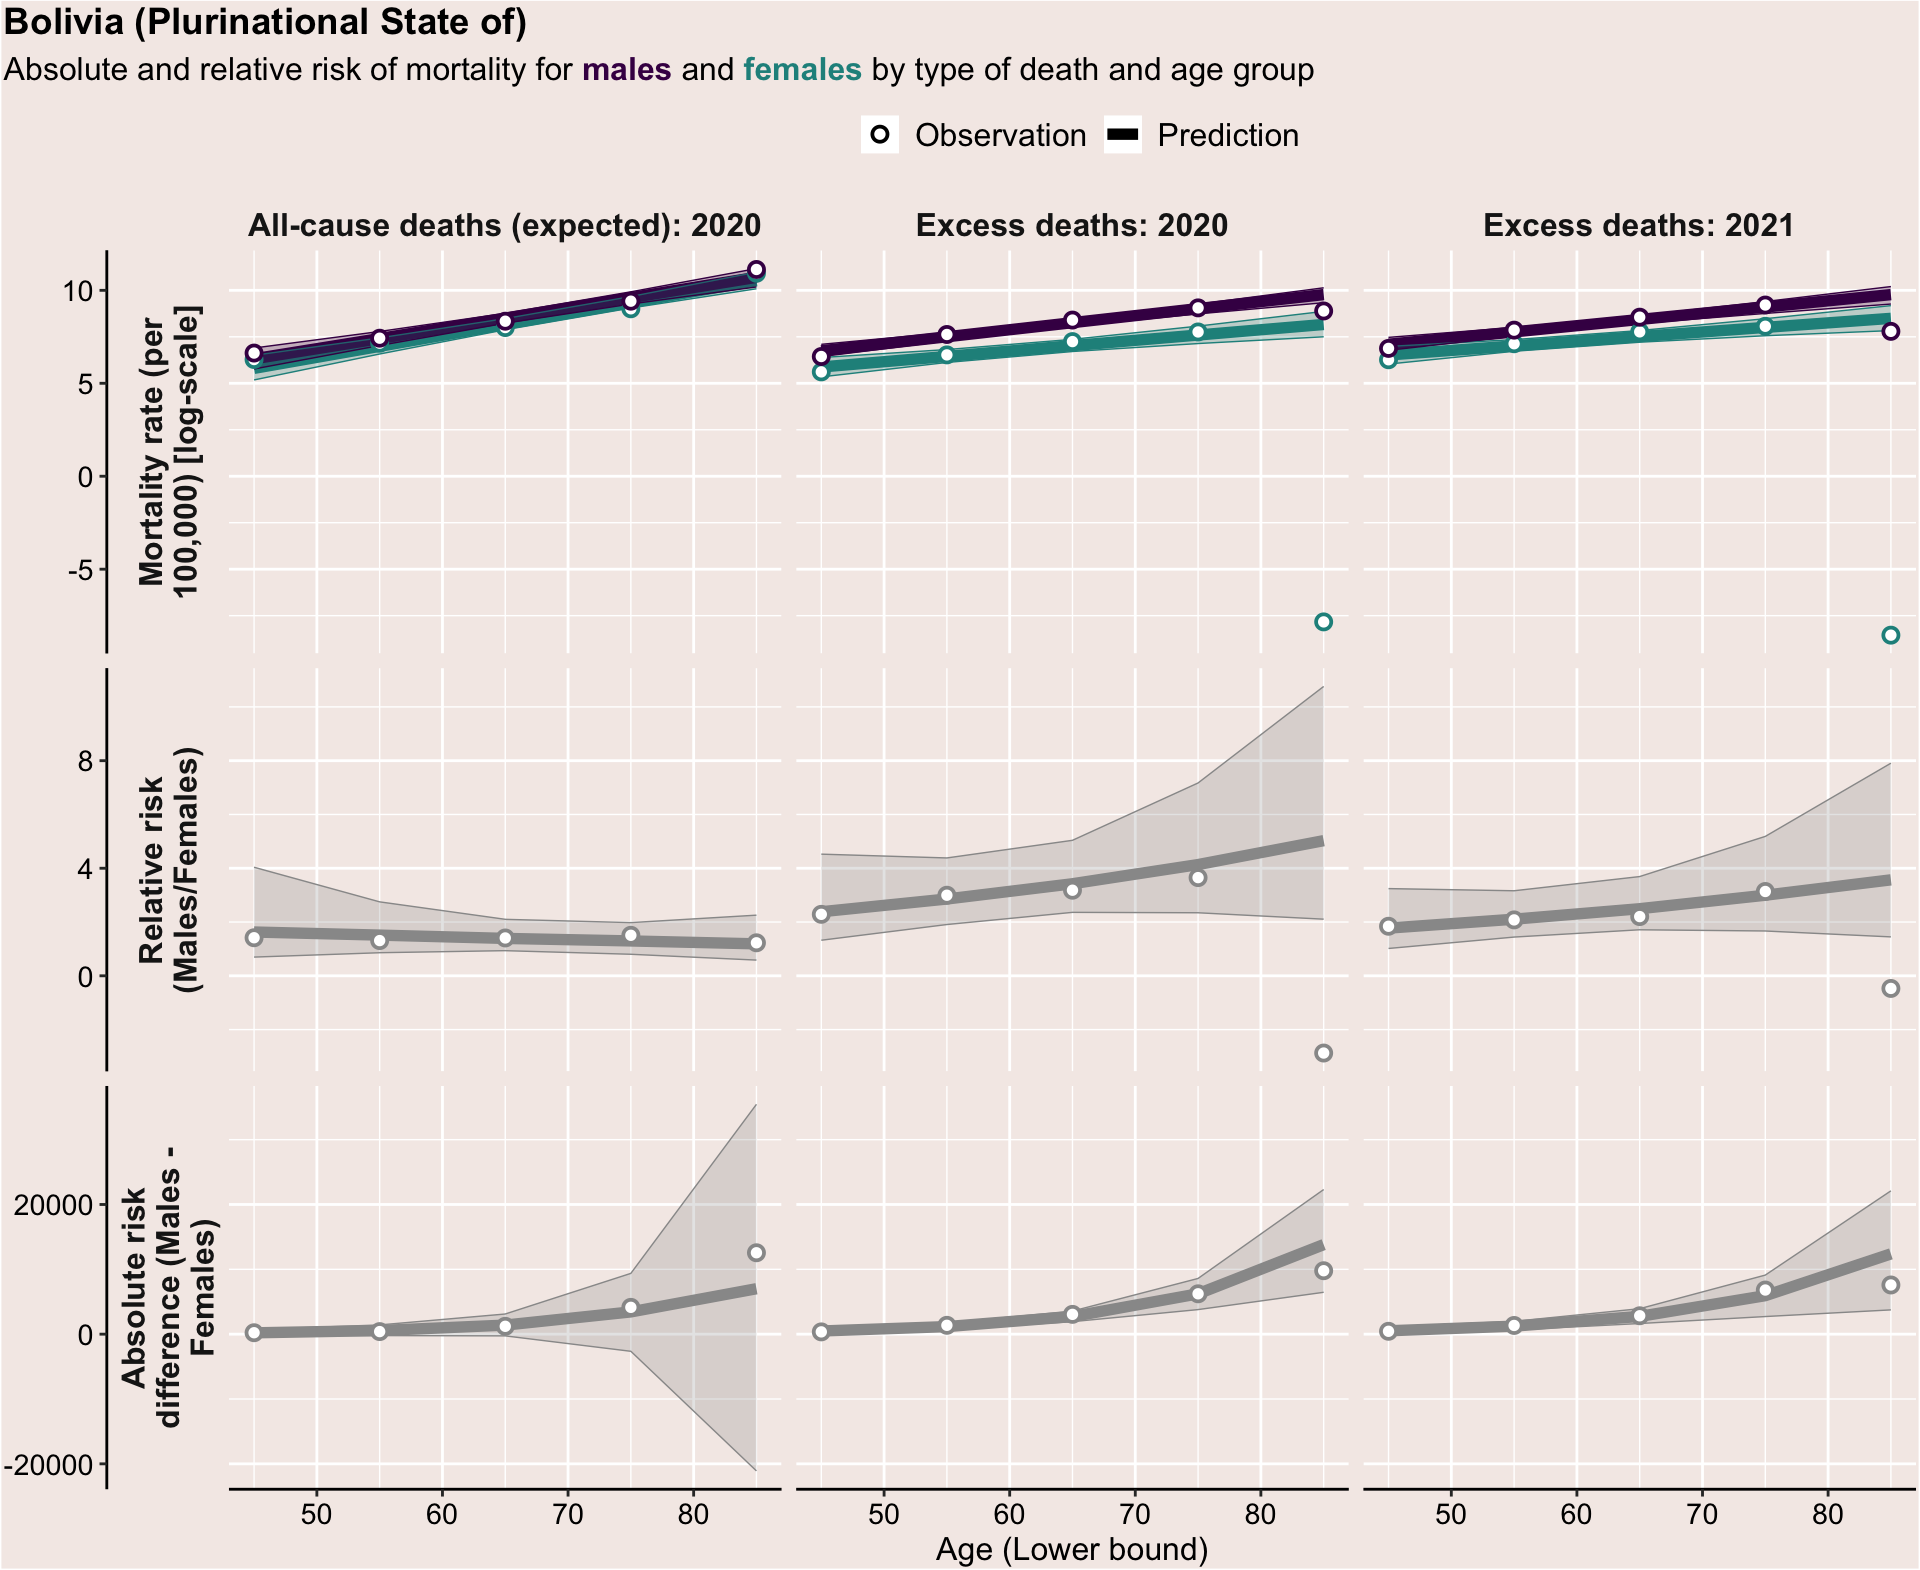 Bolivia (Plurinational State of)
Absolute and relative risk of mortality for males and females by type of death and age group
Observation Prediction
All-cause deaths (expected): 2020
Excess deaths: 2020
Excess deaths: 2021
Mortality rate (per
100,000) [log-scale]
10
5
0
-5
Relative risk
(Males/Females)
8
4
0
Absolute risk
difference (Males -
Females)
20000
0
-20000
50 60 70 80
50 60 70 80
50 60 70 80
Age (Lower bound)